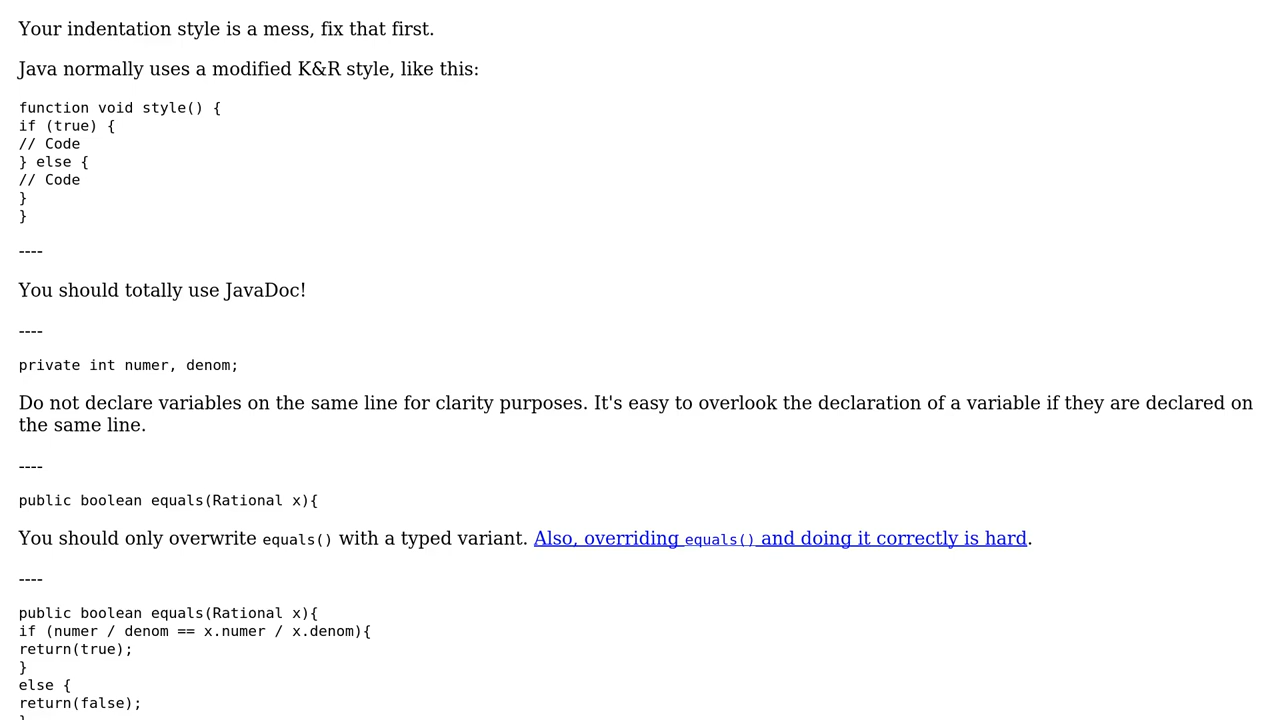 Your indentation style is a mess, fix that first.
Java normally uses a modified K&R style, like this:
function void style() {
if (true) {
// Code
} else {
// Code
}
}
----
You should totally use JavaDoc!
----
private int numer, denom;
Do not declare variables on the same line for clarity purposes. It's easy to overlook the declaration of a variable if they are declared on
the same line.
----
public boolean equals(Rational x){
You should only overwrite equals() with a typed variant. Also, overriding equals() and doing it correctly is hard.
----
public boolean equals(Rational x){
if (numer / denom == x.numer / x.denom){
return(true);
}
else {
return(false);
}